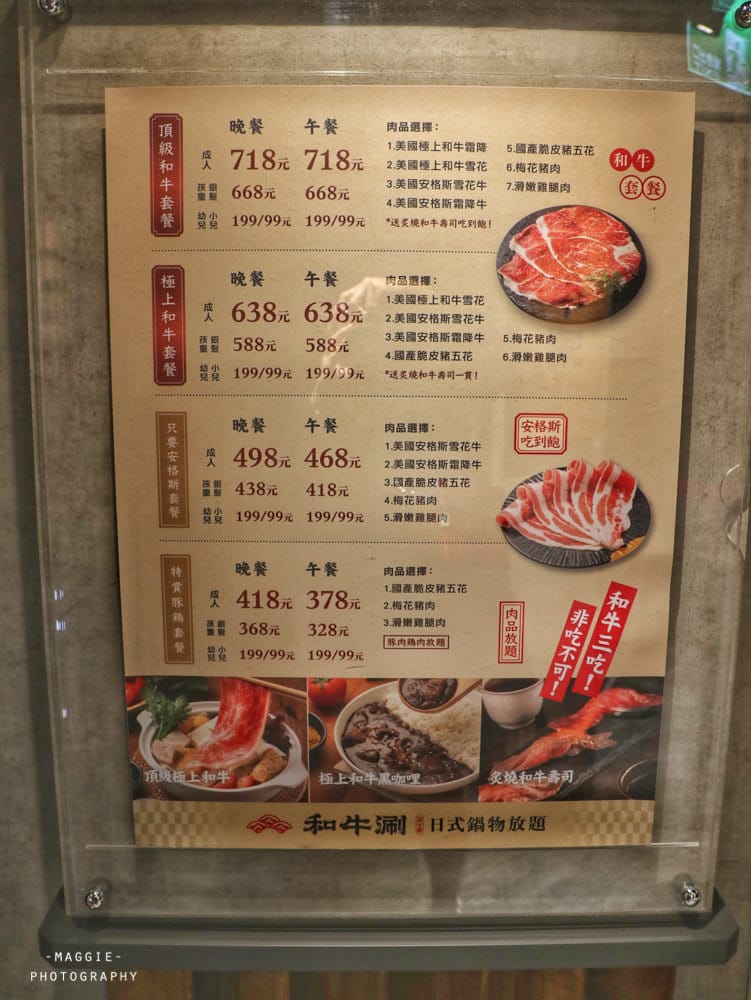 頂級和牛套餐
晚餐 午餐
成人 718元 718元
孩童 銀髮 668元 668元
幼兒 小兒 199/99元 199/99元
肉品選擇：
1.美國極上和牛霜降
2.美國極上和牛雪花
3.美國安格斯雪花牛
4.美國安格斯霜降牛
*送炙燒和牛壽司吃到飽！
5.國產脆皮豬五花
6.梅花豬肉
7.滑嫩雞腿肉
和牛
套餐
極上和牛套餐
晚餐 午餐
成人 638元 638元
孩童 銀髮 588元 588元
幼兒 小兒 199/99元 199/99元
肉品選擇：
1.美國極上和牛雪花
2.美國安格斯雪花牛
3.美國安格斯霜降牛
4.國產脆皮豬五花
*送炙燒和牛壽司一貫！
5.梅花豬肉
6.滑嫩雞腿肉
只要安格斯套餐
晚餐 午餐
成人 498元 468元
孩童 銀髮 438元 418元
幼兒 小兒 199/99元 199/99元
肉品選擇：
1.美國安格斯雪花牛
2.美國安格斯霜降牛
3.國產脆皮豬五花
4.梅花豬肉
5.滑嫩雞腿肉
安格斯
吃到飽
特賞豚鶏套餐
晚餐 午餐
成人 418元 378元
孩童 銀髮 368元 328元
幼兒 小兒 199/99元 199/99元
肉品選擇：
1.國產脆皮豬五花
2.梅花豬肉
3.滑嫩雞腿肉
豚肉鶏肉放題
肉品放題
和牛三吃！
非吃不可！
頂級極上和牛
極上和牛黑咖哩
炙燒和牛壽司
和牛涮 日式鍋物放題
-MAGGIE-
PHOTOGRAPHY